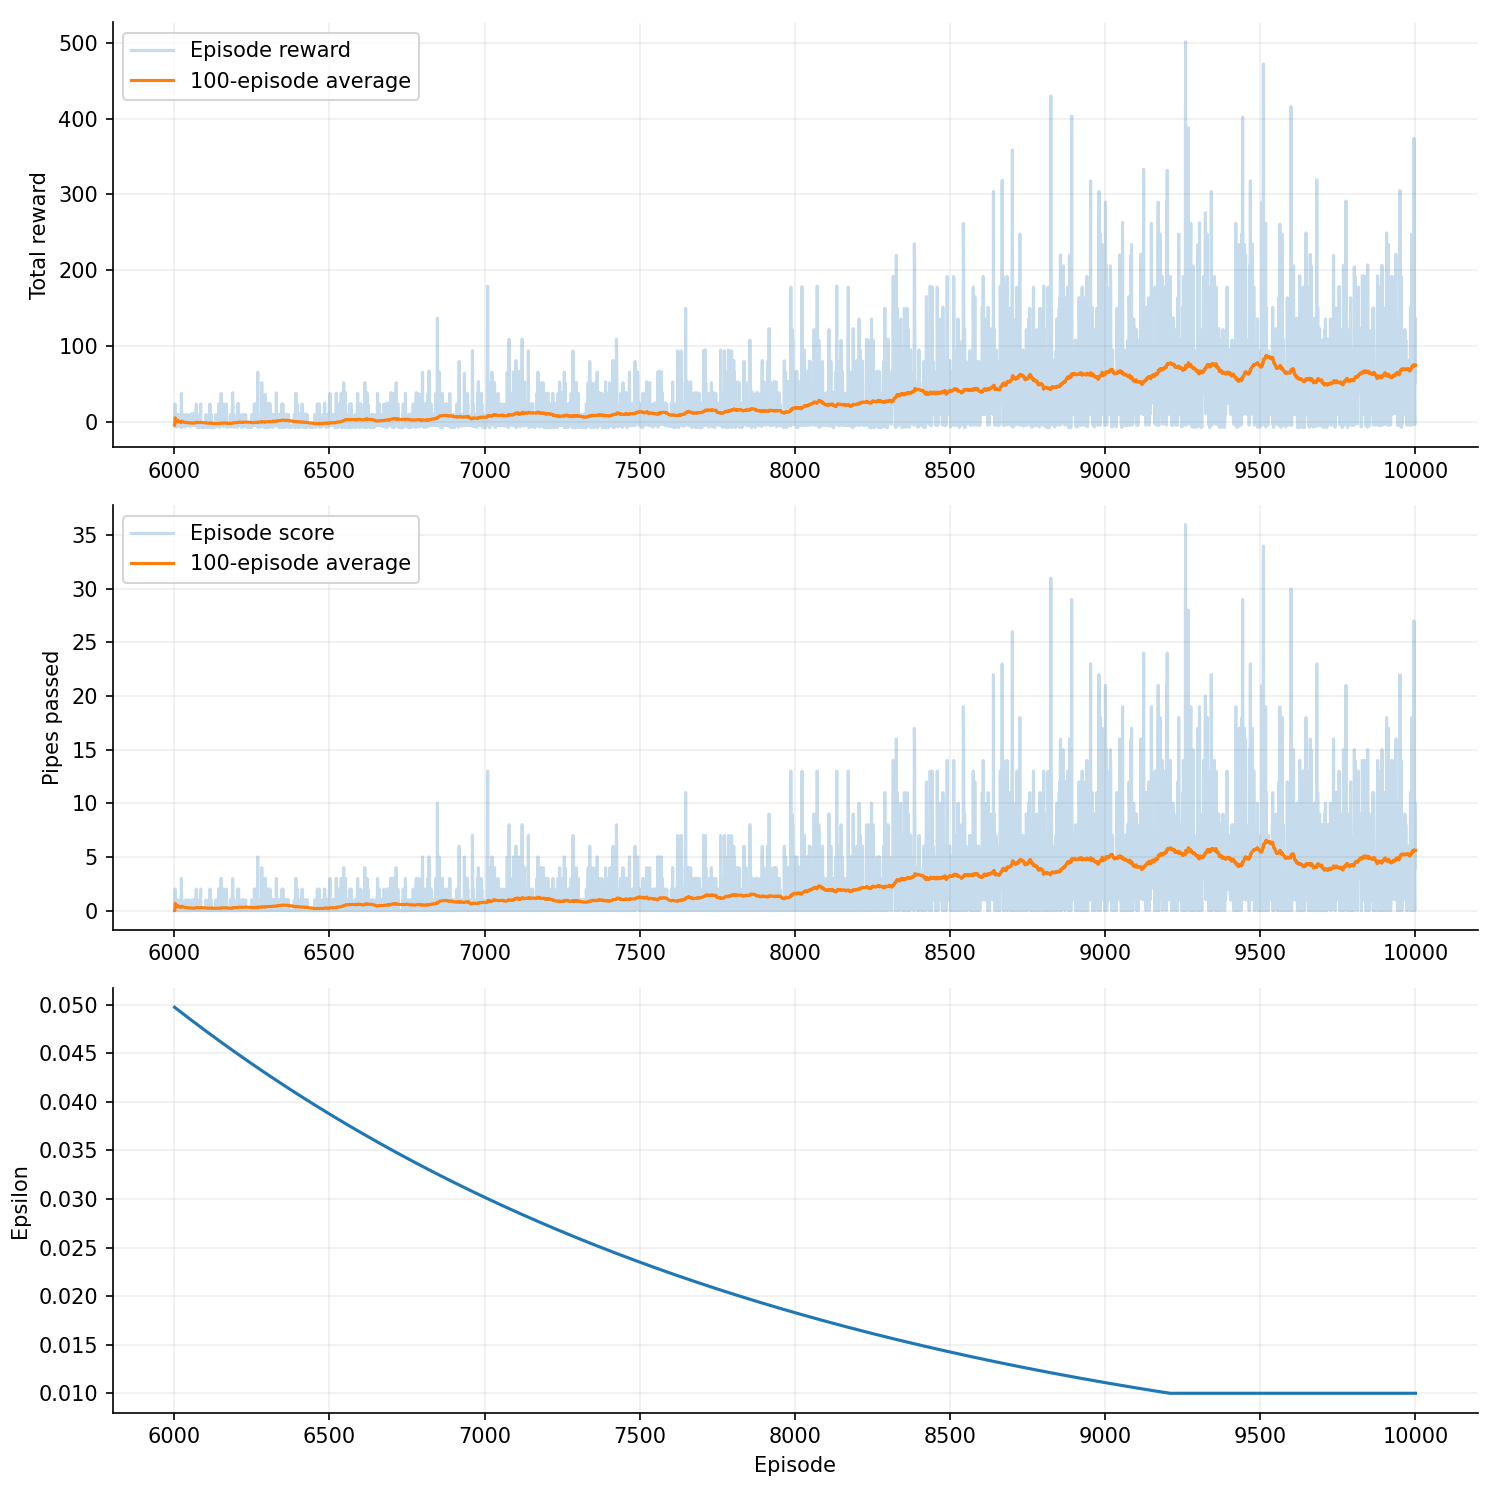 Episode reward
100-episode average
Total reward
500
400
300
200
100
0
6000 6500 7000 7500 8000 8500 9000 9500 10000
Episode score
100-episode average
Pipes passed
35
30
25
20
15
10
5
0
6000 6500 7000 7500 8000 8500 9000 9500 10000
Epsilon
0.050
0.045
0.040
0.035
0.030
0.025
0.020
0.015
0.010
6000 6500 7000 7500 8000 8500 9000 9500 10000
Episode